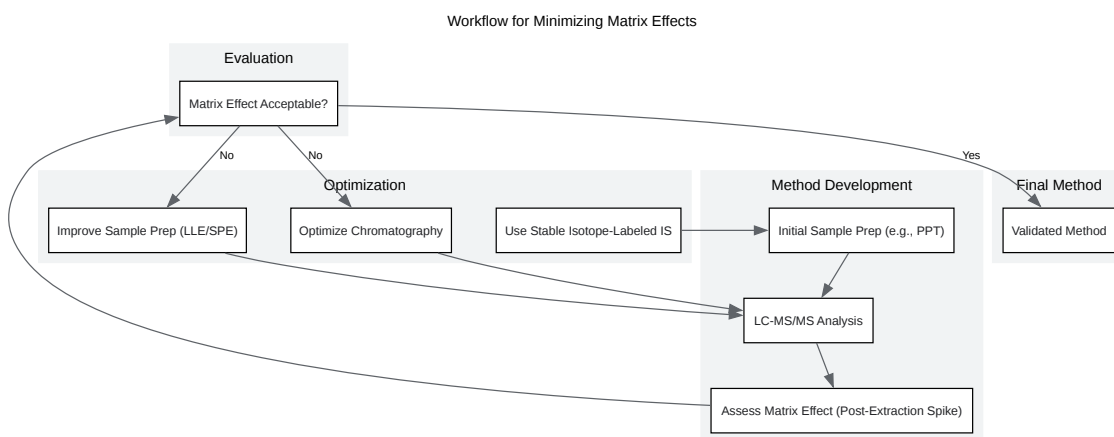 Workflow for Minimizing Matrix Effects
Evaluation
Matrix Effect Acceptable?
No
No
Yes
Optimization
Method Development
Final Method
Improve Sample Prep (LLE/SPE)
Optimize Chromatography
Use Stable Isotope-Labeled IS
Initial Sample Prep (e.g., PPT)
Validated Method
LC-MS/MS Analysis
Assess Matrix Effect (Post-Extraction Spike)